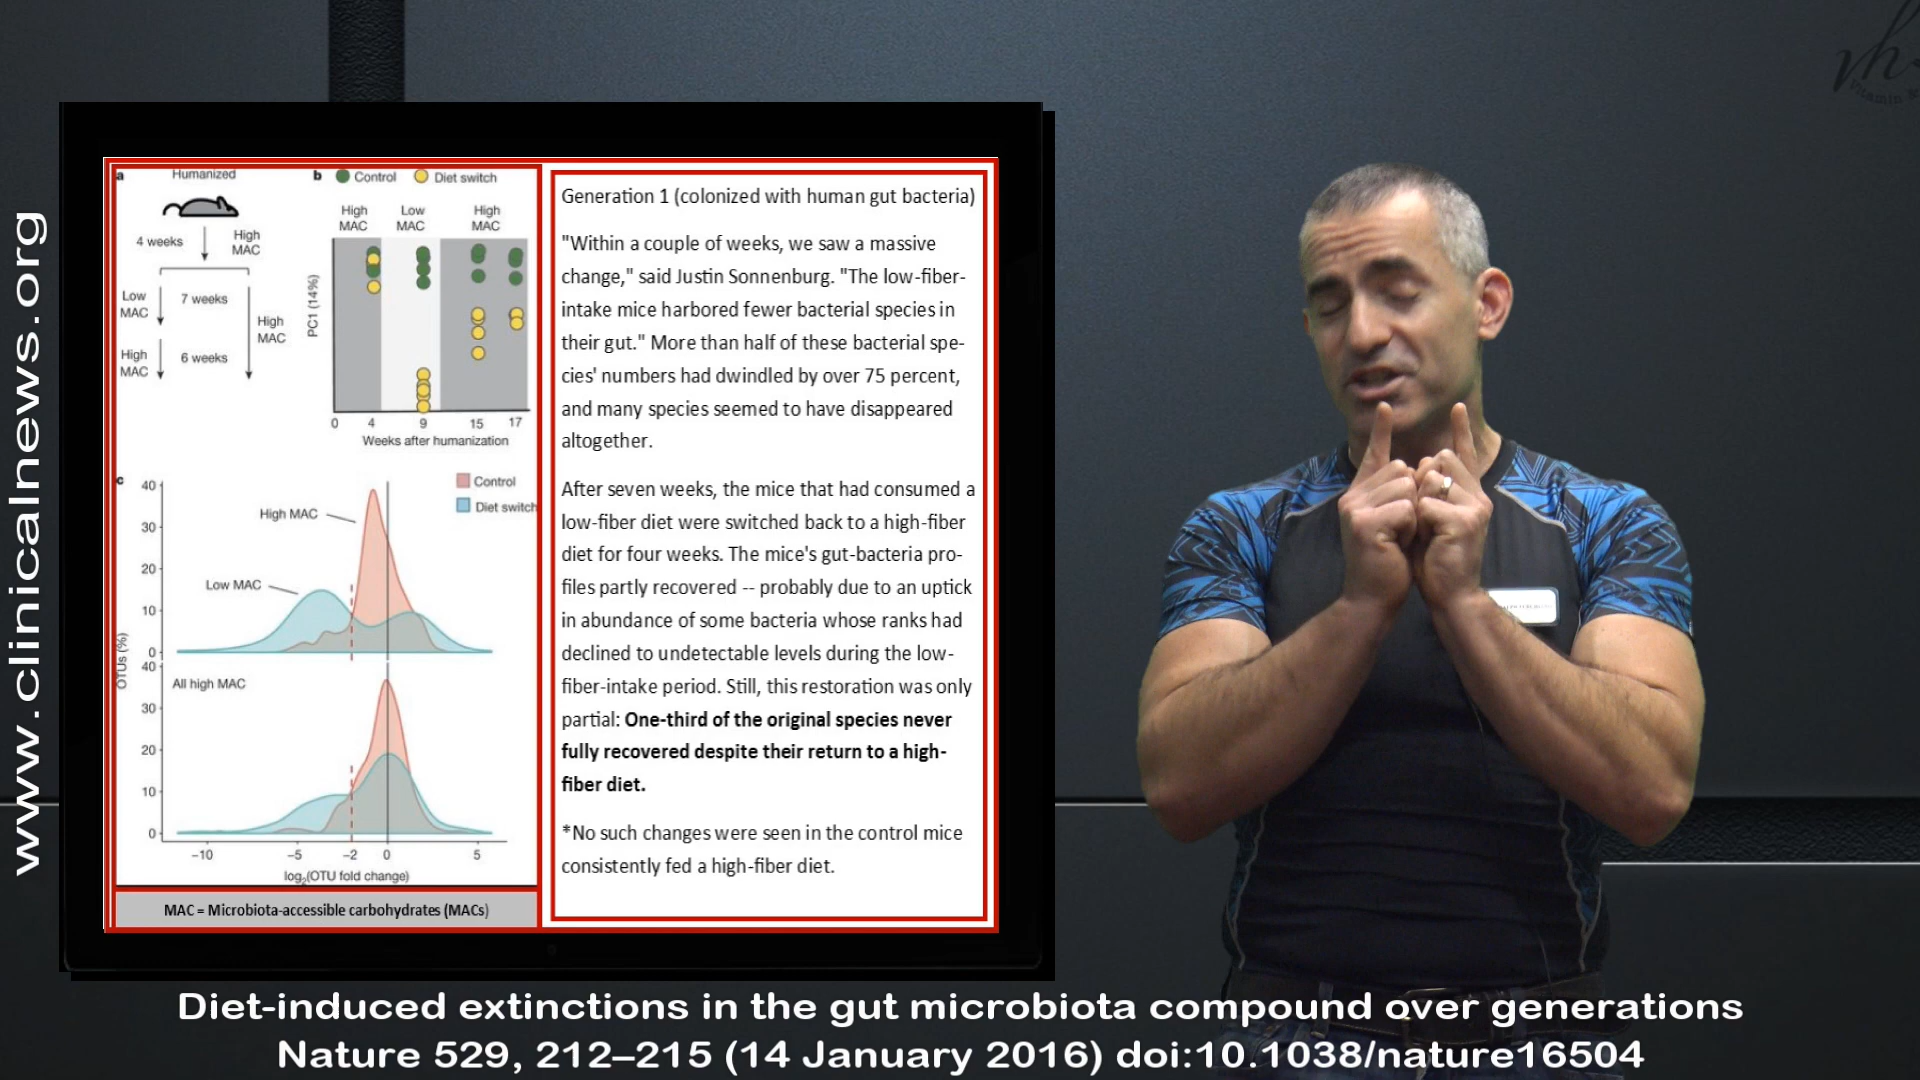 www.clinicalnews.org
a
Humanized
4 weeks
High
MAC
Low
MAC
7 weeks
High
MAC
High
MAC
6 weeks
b
Control
Diet switch
High
MAC
Low
MAC
High
MAC
PC1 (14%)
0 4 9 15 17
Weeks after humanization
c
Control
Diet switch
High MAC
Low MAC
40
30
20
10
0
All high MAC
40
30
20
10
0
OTUs (%)
−10 −5 −2 0 5
log2(OTU fold change)
MAC = Microbiota-accessible carbohydrates (MACs)
Generation 1 (colonized with human gut bacteria)
"Within a couple of weeks, we saw a massive
change," said Justin Sonnenburg. "The low-fiber-
intake mice harbored fewer bacterial species in
their gut." More than half of these bacterial spe-
cies' numbers had dwindled by over 75 percent,
and many species seemed to have disappeared
altogether.
After seven weeks, the mice that had consumed a
low-fiber diet were switched back to a high-fiber
diet for four weeks. The mice's gut-bacteria pro-
files partly recovered -- probably due to an uptick
in abundance of some bacteria whose ranks had
declined to undetectable levels during the low-
fiber-intake period. Still, this restoration was only
partial: One-third of the original species never
fully recovered despite their return to a high-
fiber diet.
*No such changes were seen in the control mice
consistently fed a high-fiber diet.
Diet-induced extinctions in the gut microbiota compound over generations
Nature 529, 212–215 (14 January 2016) doi:10.1038/nature16504